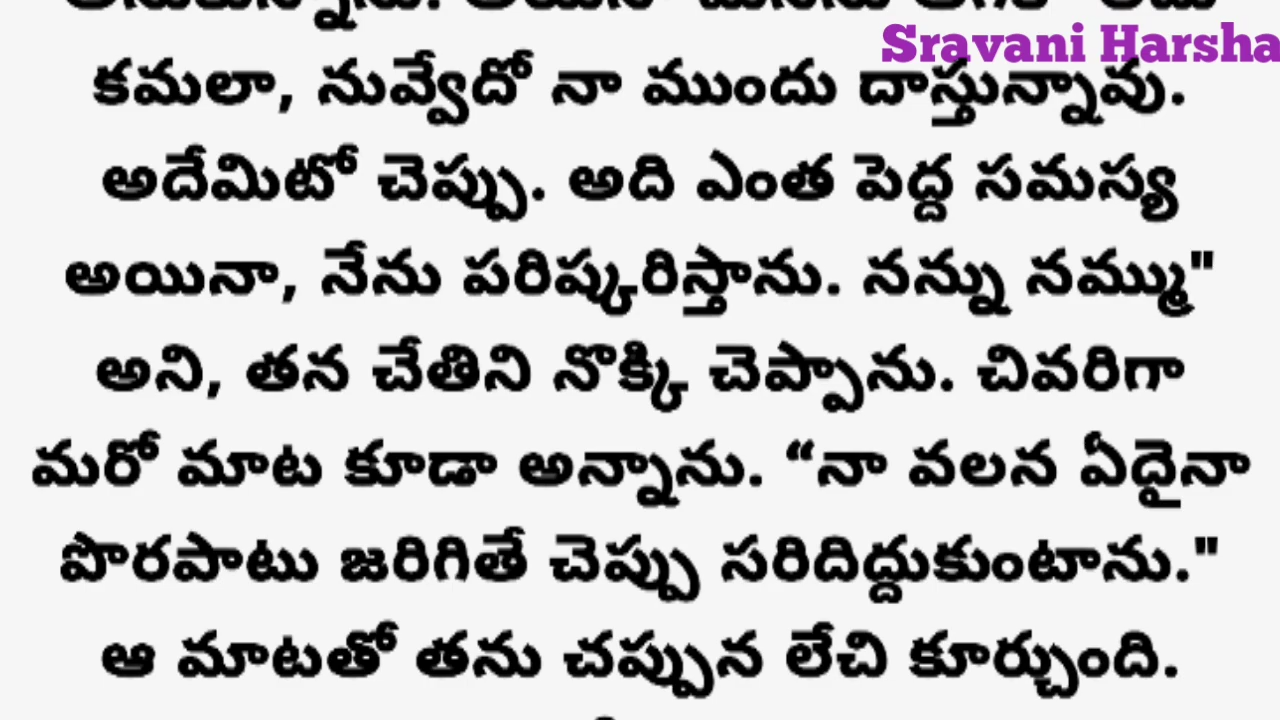 Sravani Harsha
కమలా, నువ్వేదో నా ముందు దాస్తున్నావు.
అదేమిటో చెప్పు. అది ఎంత పెద్ద సమస్య
అయినా, నేను పరిష్కరిస్తాను. నన్ను నమ్ము"
అని, తన చేతిని నొక్కి చెప్పాను. చివరిగా
మరో మాట కూడా అన్నాను. “నా వలన ఏదైనా
పొరపాటు జరిగితే చెప్పు సరిదిద్దుకుంటాను."
ఆ మాటతో తను చప్పున లేచి కూర్చుంది.